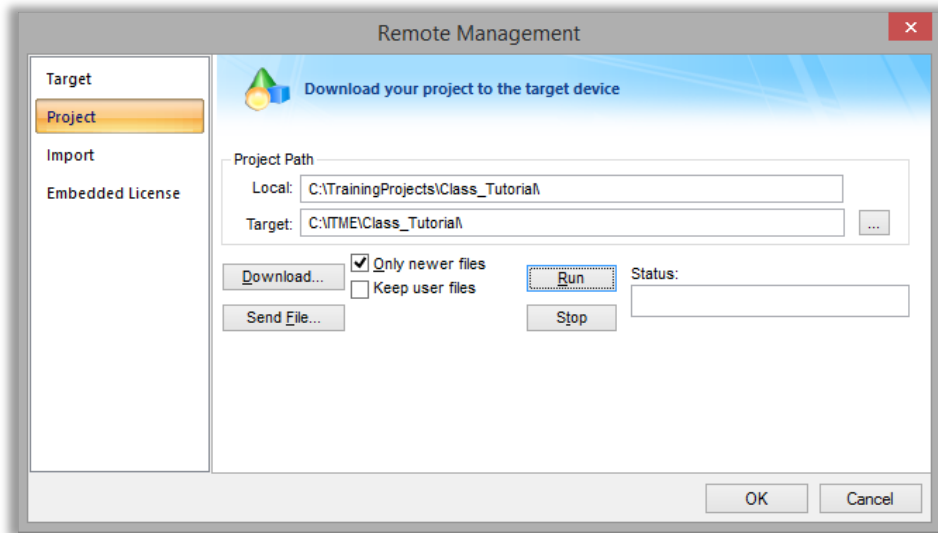 Remote Management
Target
Project
Import
Embedded License
Download your project to the target device
Project Path
Local: C:\TrainingProjects\Class_Tutorial\
Target: C:\ITME\Class_Tutorial\
...
Download...
Only newer files
Keep user files
Run
Status:
Send File...
Stop
OK
Cancel